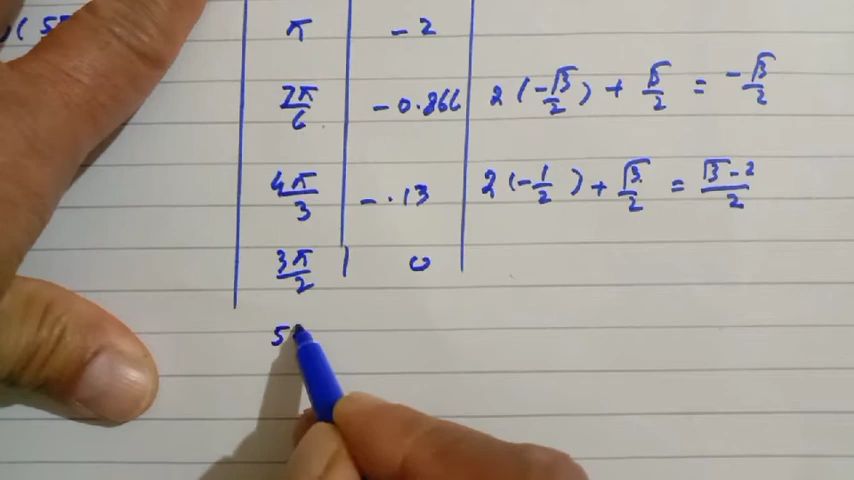 π | -2
7π/6 | -0.866 2(-√3/2) + √3/2 = -√3/2
4π/3 | -.13 2(-1/2) + √3/2 = (√3-2)/2
3π/2 | 0
5